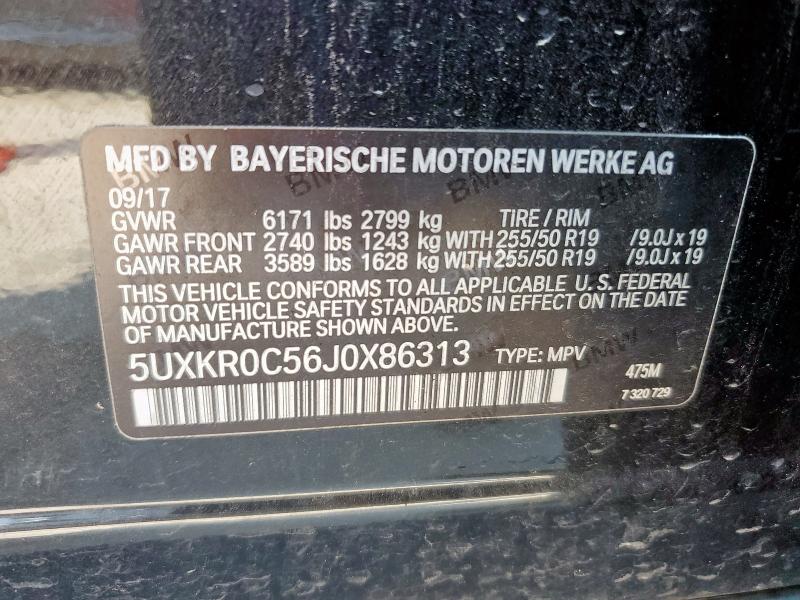 MFD BY BAYERISCHE MOTOREN WERKE AG
09/17
GVWR 6171 lbs 2799 kg TIRE / RIM
GAWR FRONT 2740 lbs 1243 kg WITH 255/50 R19 /9.0J x 19
GAWR REAR 3589 lbs 1628 kg WITH 255/50 R19 /9.0J x 19
THIS VEHICLE CONFORMS TO ALL APPLICABLE U. S. FEDERAL
MOTOR VEHICLE SAFETY STANDARDS IN EFFECT ON THE DATE
OF MANUFACTURE SHOWN ABOVE.
5UXKR0C56J0X86313 TYPE: MPV 475M
7 320 729